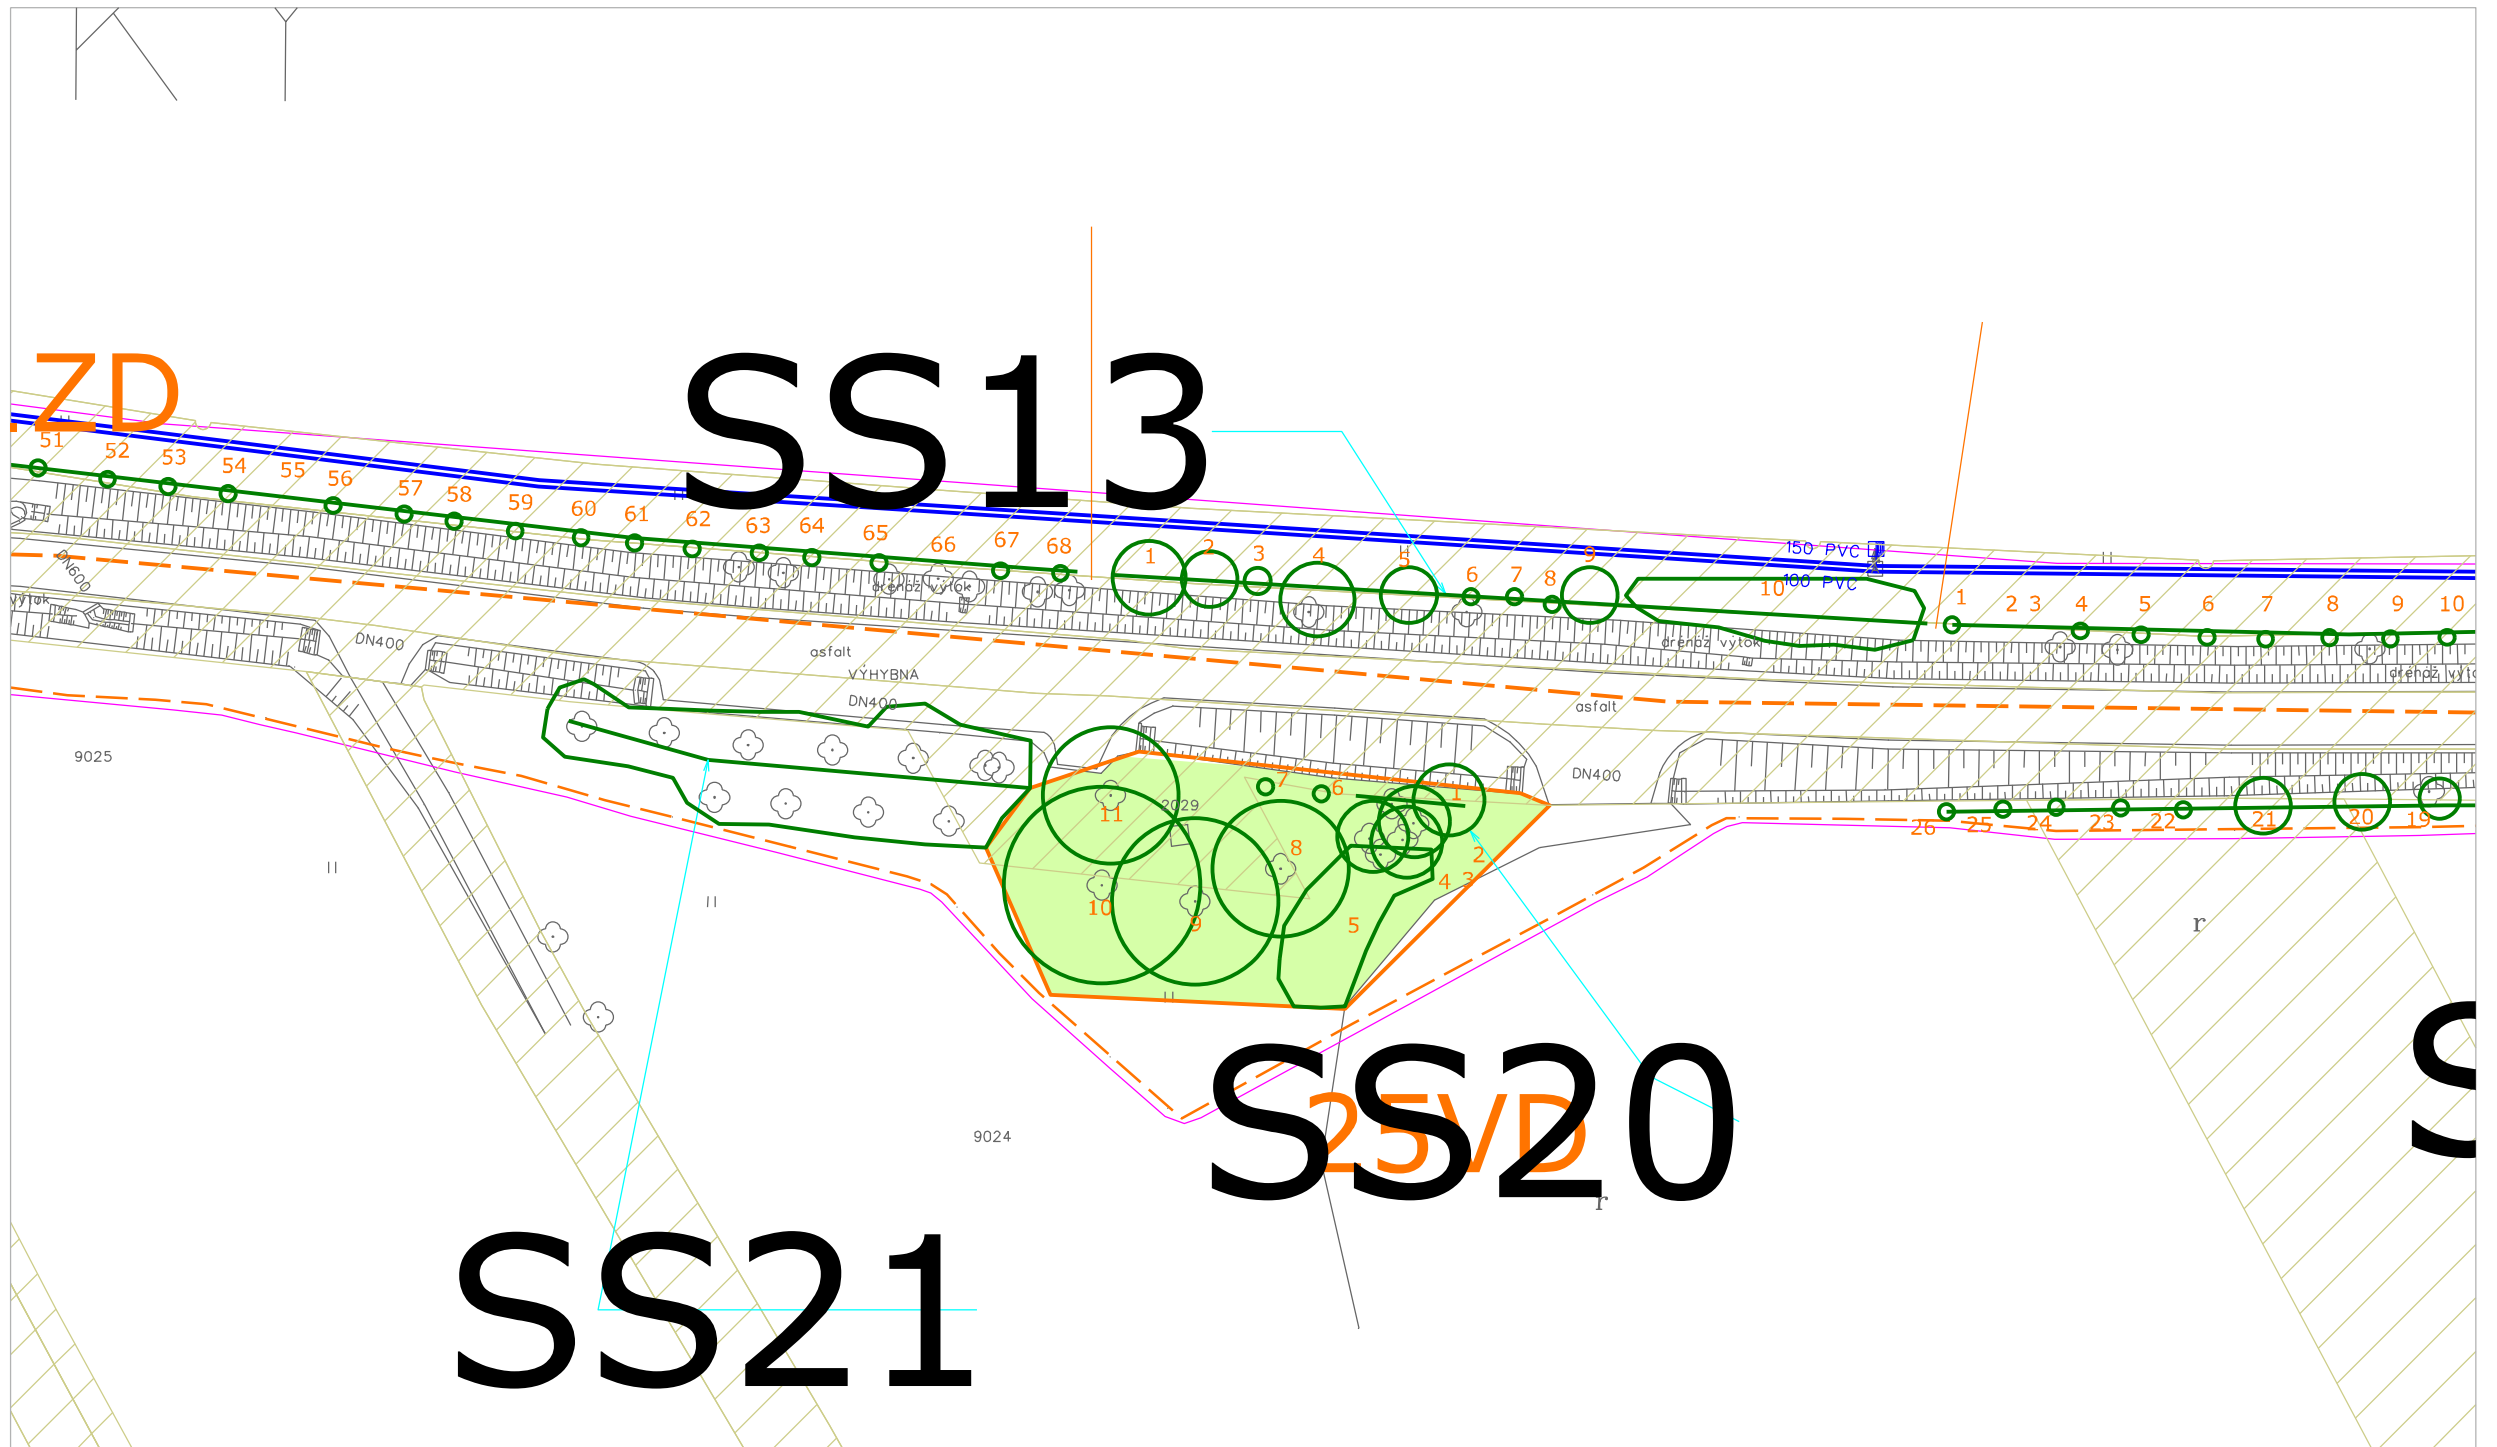 ZD
SS13
51 52 53 54 55 56 57 58 59 60 61 62 63 64 65 66 67 68
1 2 3 4 5 6 7 8 9 10
150 PVC
100 PVC
1 2 3 4 5 6 7 8 9 10
DN600
výtok
DN400
asfalt
VÝHYBNA
DN400
drenáž výtok
drenáž výtok
asfalt
DN400
9025
2029
7 6 1
11 8 2
10 9 5 4 3
26 25 24 23 22 21 20 19
r
9024
25VD
SS20
r
SS21
S